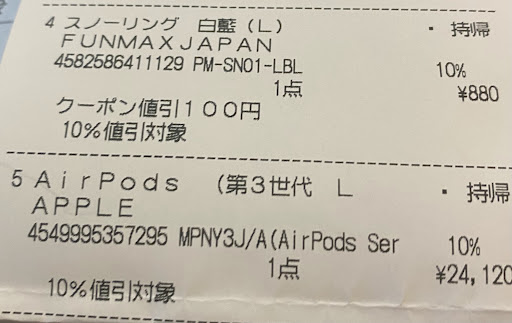 4 スノーリング 白藍(L) ・ 持帰
FUNMAXJAPAN
4582586411129 PM-SN01-LBL 10%
1点 ¥880
クーポン値引100円
10%値引対象
5 AirPods (第3世代 L ・ 持帰
APPLE
4549995357295 MPNY3J/A(AirPods Ser 10%
1点 ¥24,120
10%値引対象